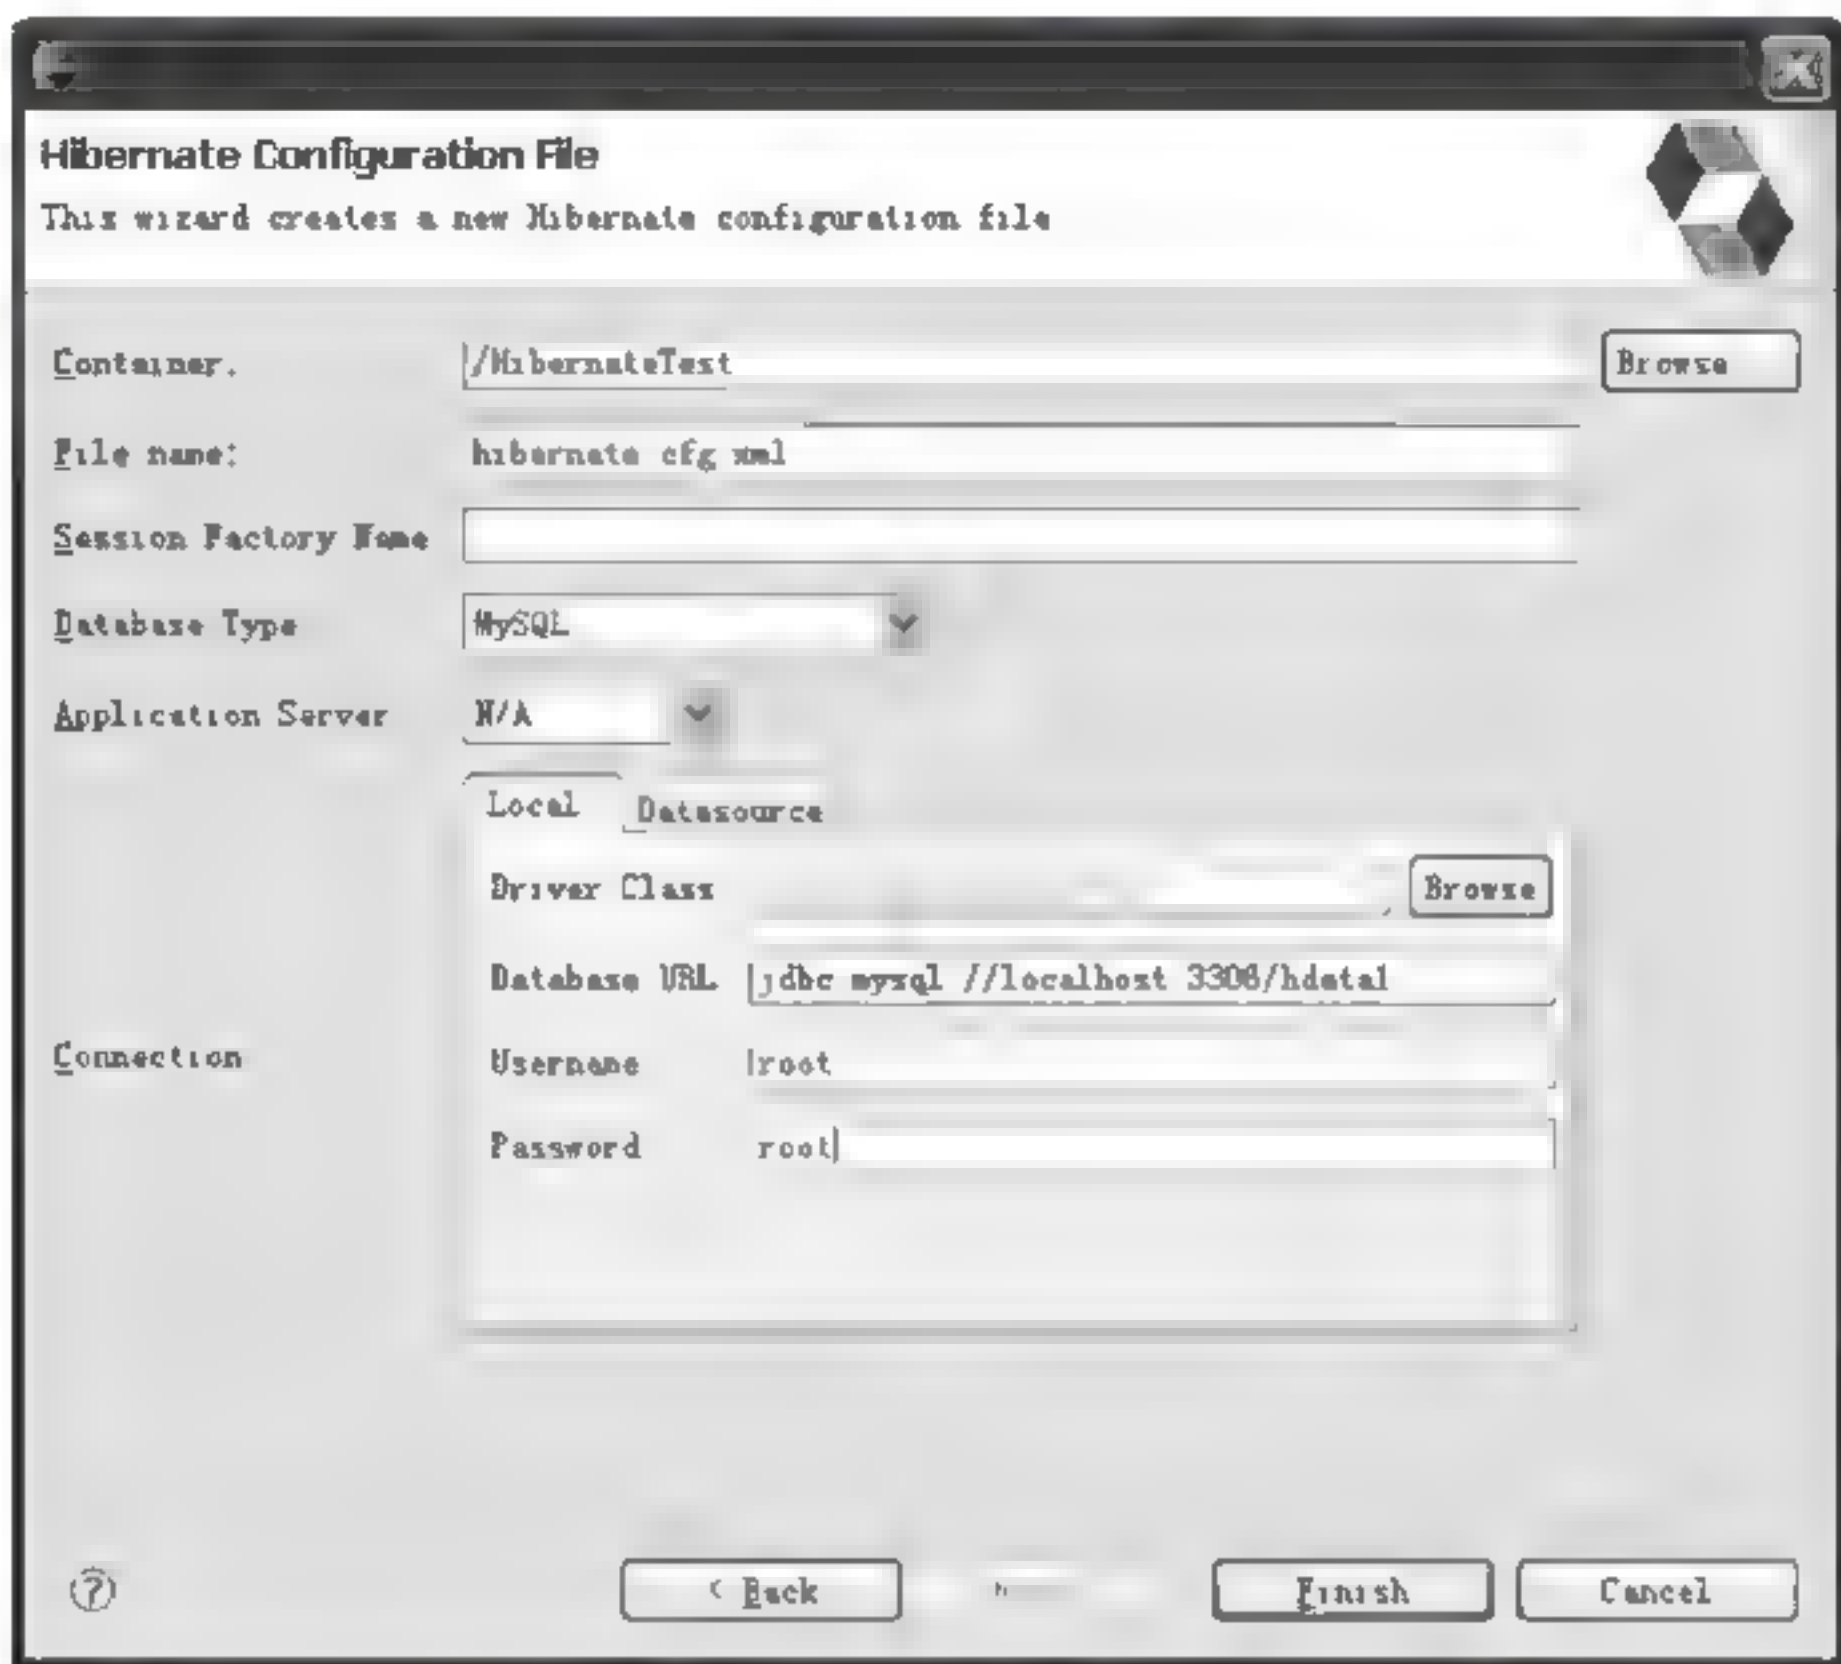 Hibernate Configuration File
This wizard creates a new Hibernate configuration file
Container. /HibernateTest Browse
File name: hibernate cfg xml
Session Factory Name
Database Type MySQL
Application Server N/A
Local Datasource
Driver Class Browse
Database URL jdbc mysql //localhost 3306/hdata1
Connection
Username root
Password root
? < Back Finish Cancel